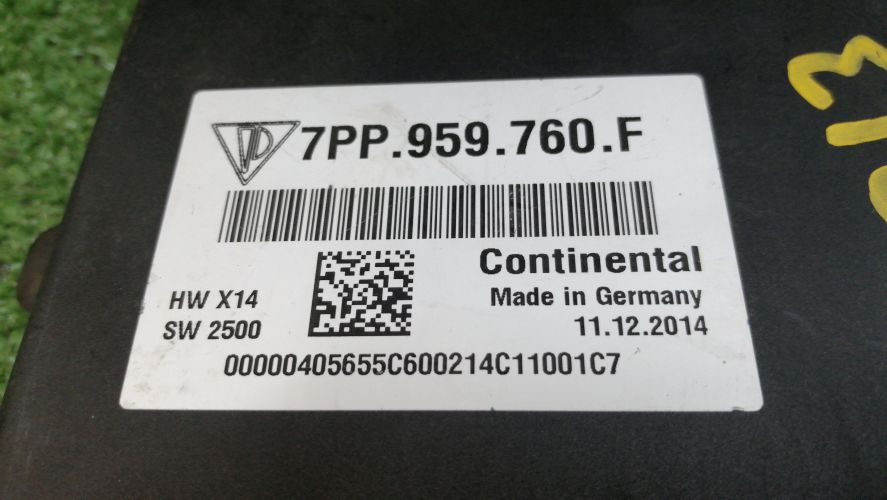 7PP.959.760.F
Continental
HW X14
Made in Germany
SW 2500
11.12.2014
00000405655C600214C11001C7